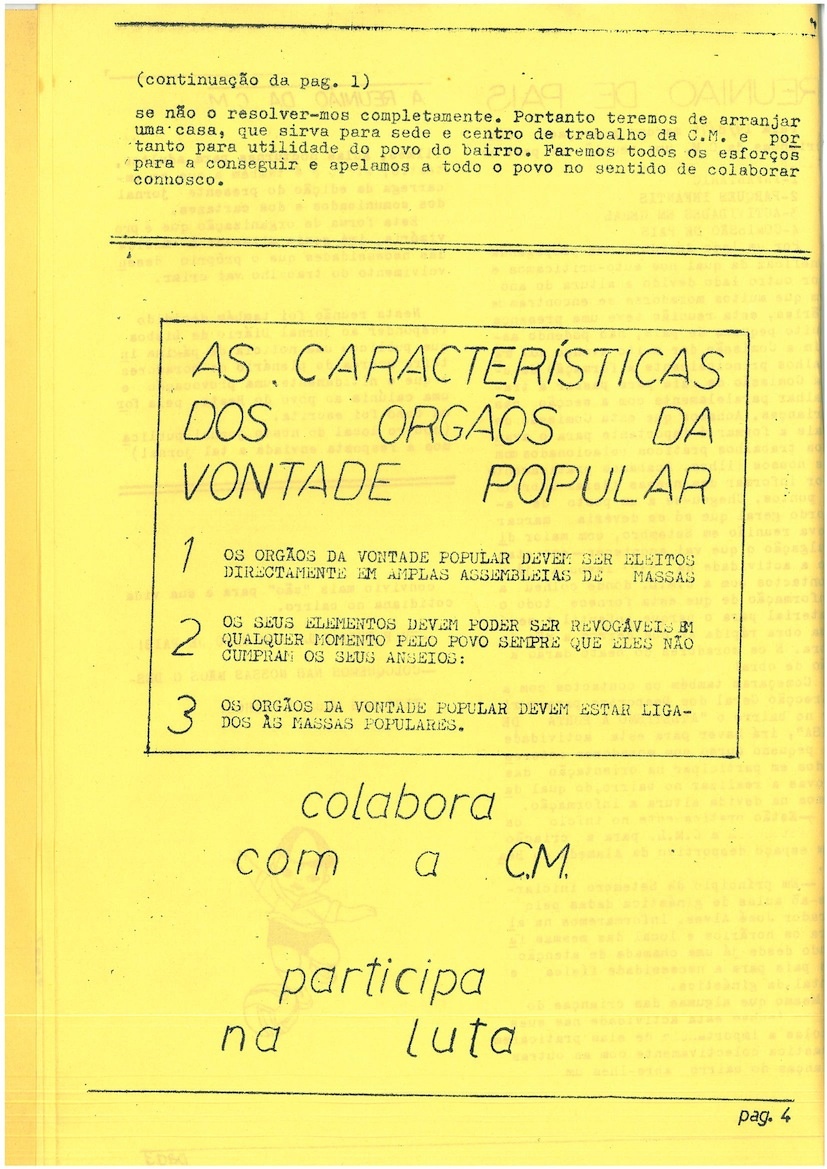 (continuação da pag. 1)
se não o resolver-mos completamente. Portanto teremos de arranjar
uma casa, que sirva para sede e centro de trabalho da C.M. e por
tanto para utilidade do povo do bairro. Faremos todos os esforços
para a conseguir e apelamos a todo o povo no sentido de colaborar
connosco.
AS CARACTERÍSTICAS
DOS ORGÃOS DA
VONTADE POPULAR
1 OS ORGÃOS DA VONTADE POPULAR DEVEM SER ELEITOS
DIRECTAMENTE EM AMPLAS ASSEMBLEIAS DE MASSAS
2 OS SEUS ELEMENTOS DEVEM PODER SER REVOGÁVEIS EM
QUALQUER MOMENTO PELO POVO SEMPRE QUE ELES NÃO
CUMPRAM OS SEUS ANSEIOS:
3 OS ORGÃOS DA VONTADE POPULAR DEVEM ESTAR LIGA-
DOS ÀS MASSAS POPULARES.
colabora
com a C.M.
participa
na luta
pag. 4